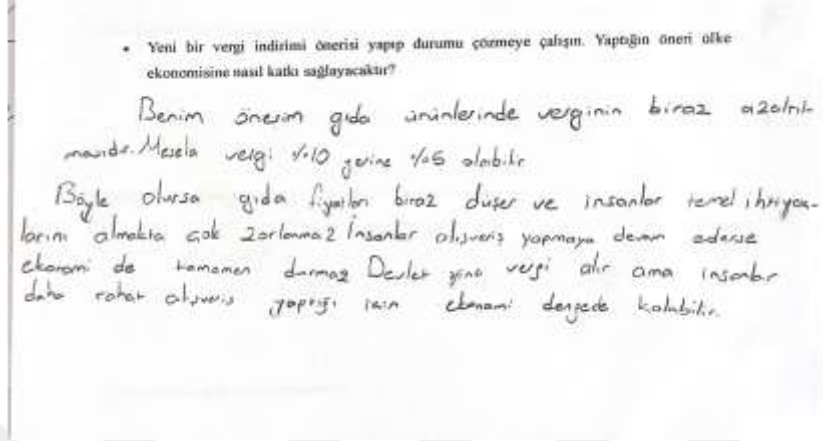 • Yeni bir vergi indirimi önerisi yapıp durumu çözmeye çalışın. Yaptığın öneri ülke
ekonomisine nasıl katkı sağlayacaktır?
Benim önerim gıda ürünlerinde verginin biraz azaltıl-
masıdır. Mesela vergi %10 yerine %5 olabilir
Böyle olursa gıda fiyatları biraz düşer ve insanlar temel ihtiyaç-
larını almakta çok zorlanmaz İnsanlar alışveriş yapmaya devam ederse
ekonomi de tamamen durmaz Devlet yine vergi alır ama insanlar
daha rahat alışveriş yaptığı için ekonomi dengede kalabilir.